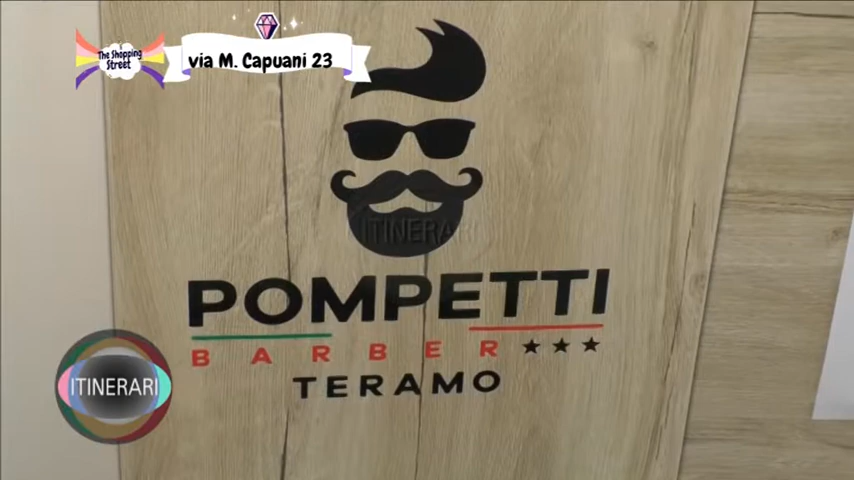 The Shopping
Street
via M. Capuani 23
ITINERARI
POMPETTI
BARBER ★★★
TERAMO
ITINERARI